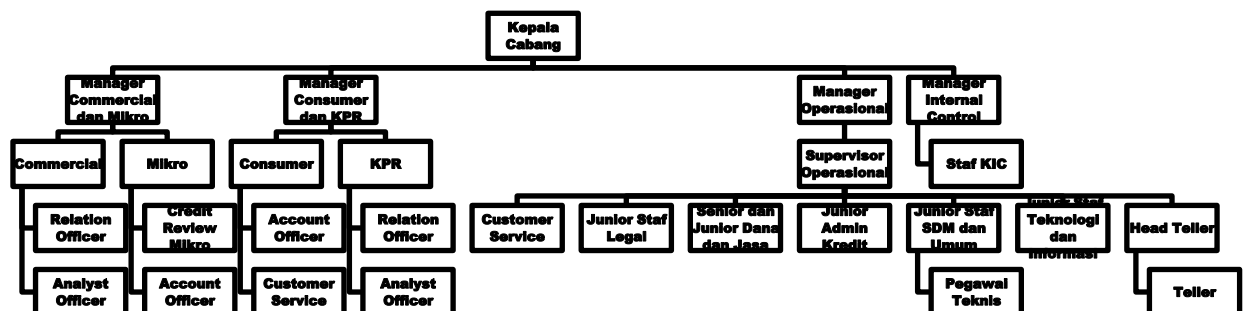 Kepala
Cabang
Manager
Commercial
dan Mikro
Manager
Consumer
dan KPR
Manager
Operasional
Manager
Internal
Control
Commercial
Mikro
Consumer
KPR
Supervisor
Operasional
Staf KIC
Relation
Officer
Credit
Review
Mikro
Account
Officer
Relation
Officer
Customer
Service
Junior Staf
Legal
Senior dan
Junior Dana
dan Jasa
Junior
Admin
Kredit
Junior Staf
SDM dan
Umum
Junior Staf
Teknologi
dan
Informasi
Head Teller
Analyst
Officer
Account
Officer
Customer
Service
Analyst
Officer
Pegawai
Teknis
Teller